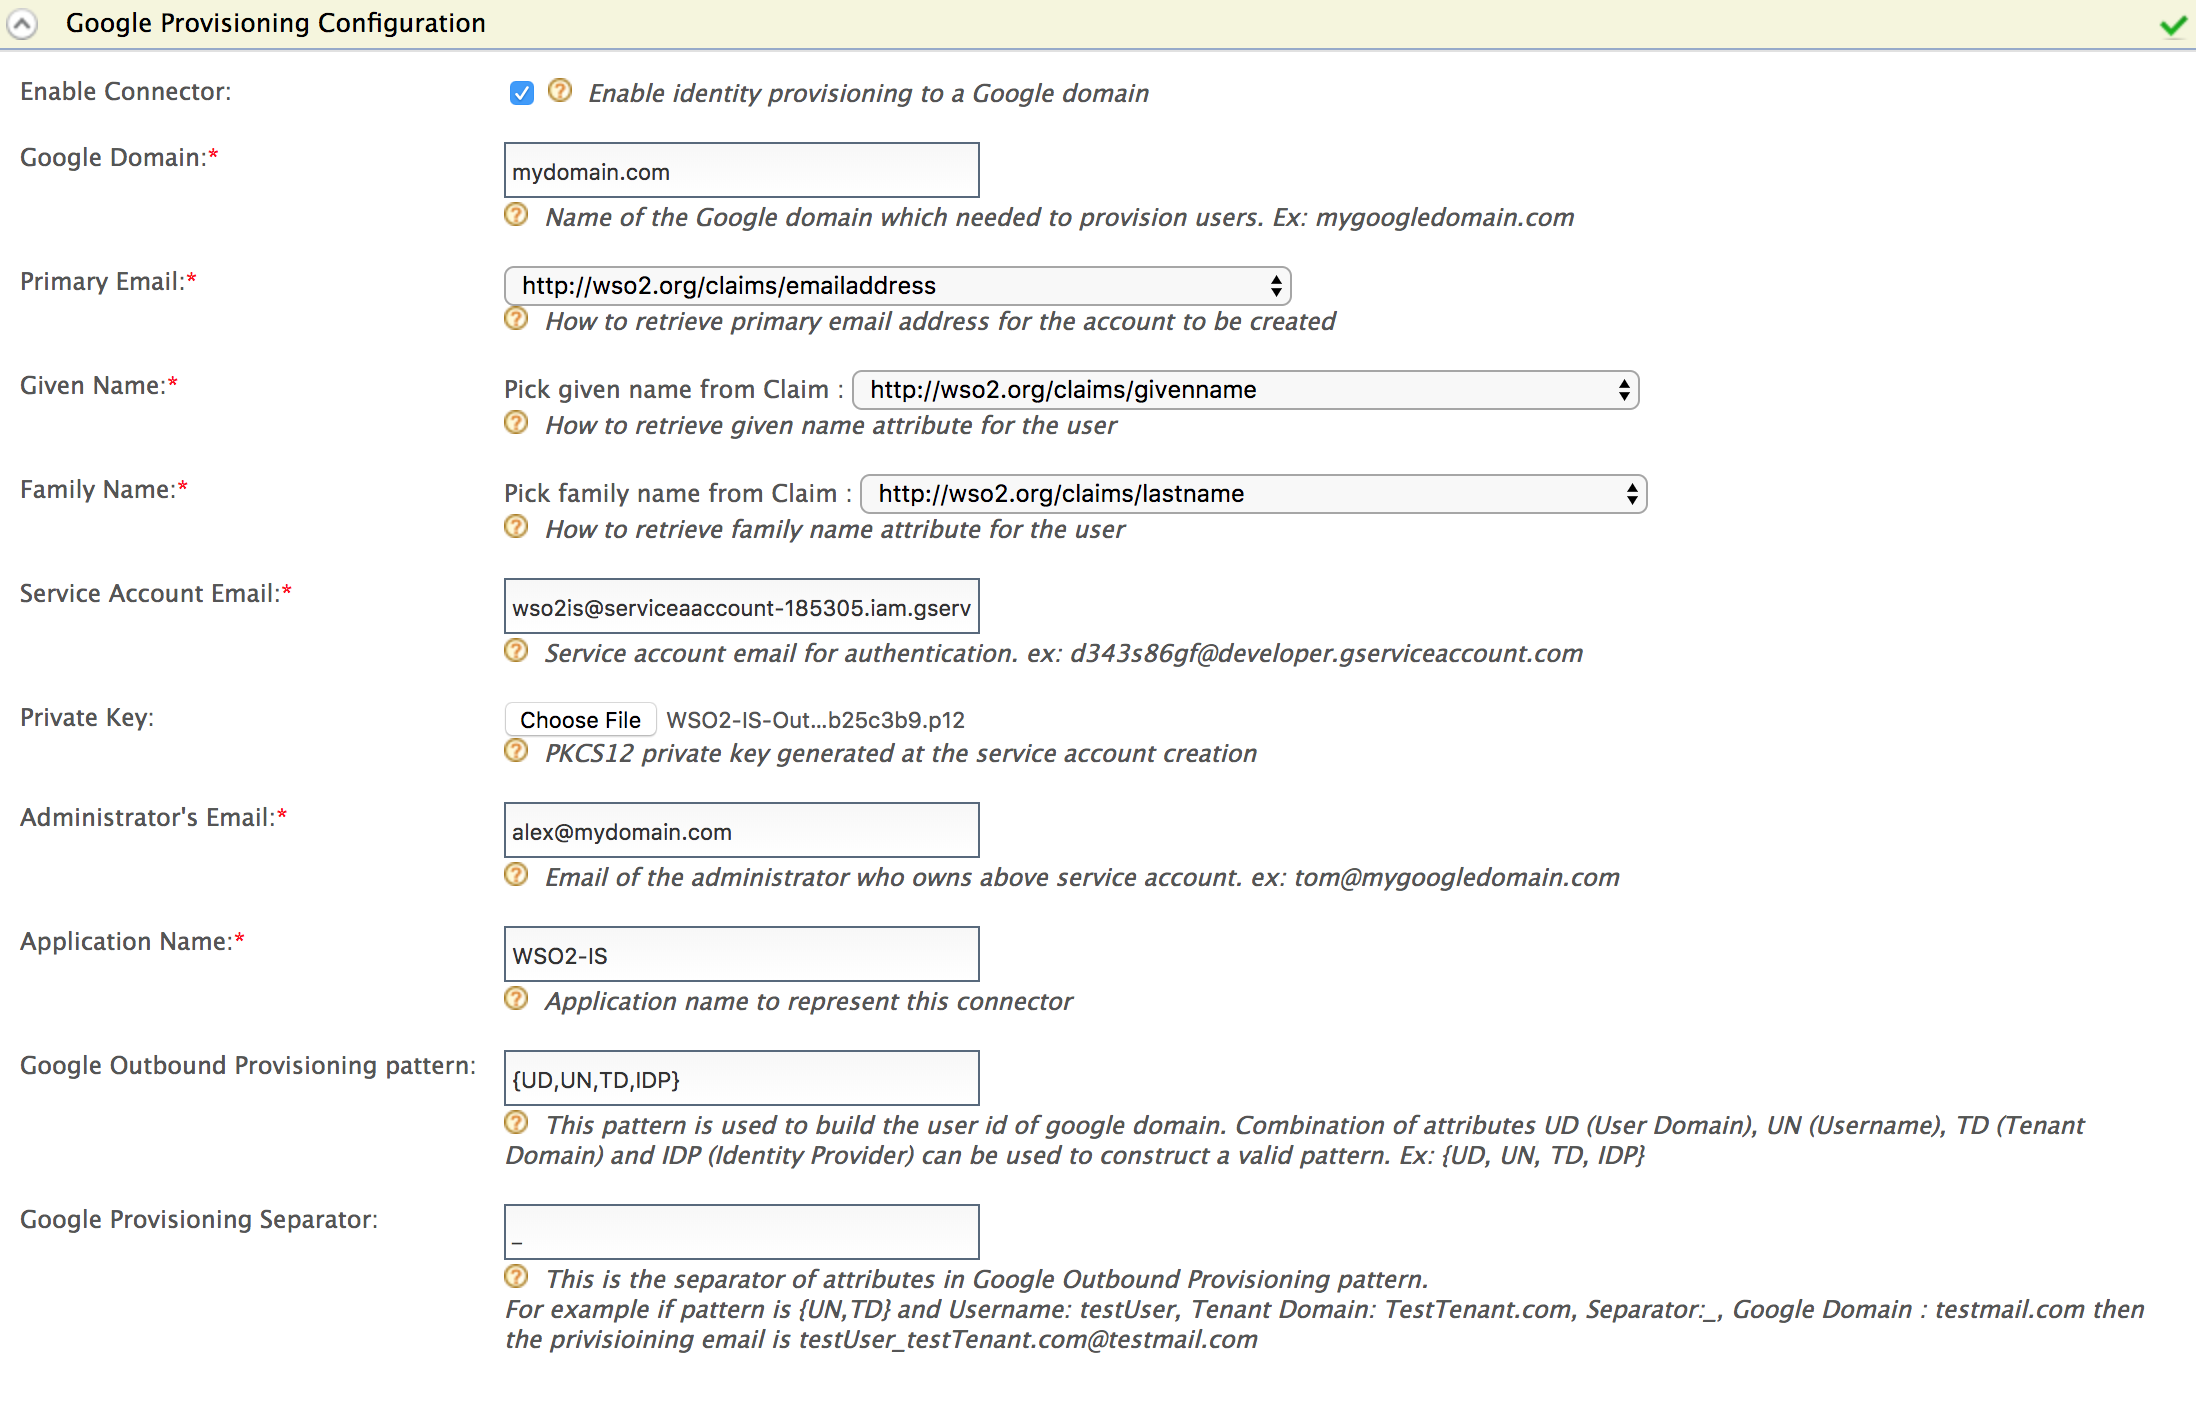 Google Provisioning Configuration
Enable Connector:
Enable identity provisioning to a Google domain
Google Domain:*
mydomain.com
Name of the Google domain which needed to provision users. Ex: mygoogledomain.com
Primary Email:*
http://wso2.org/claims/emailaddress
How to retrieve primary email address for the account to be created
Given Name:*
Pick given name from Claim : http://wso2.org/claims/givenname
How to retrieve given name attribute for the user
Family Name:*
Pick family name from Claim : http://wso2.org/claims/lastname
How to retrieve family name attribute for the user
Service Account Email:*
wso2is@serviceaaccount-185305.iam.gserv
Service account email for authentication. ex: d343s86gf@developer.gserviceaccount.com
Private Key:
Choose File WSO2-IS-Out...b25c3b9.p12
PKCS12 private key generated at the service account creation
Administrator's Email:*
alex@mydomain.com
Email of the administrator who owns above service account. ex: tom@mygoogledomain.com
Application Name:*
WSO2-IS
Application name to represent this connector
Google Outbound Provisioning pattern:
{UD,UN,TD,IDP}
This pattern is used to build the user id of google domain. Combination of attributes UD (User Domain), UN (Username), TD (Tenant
Domain) and IDP (Identity Provider) can be used to construct a valid pattern. Ex: {UD, UN, TD, IDP}
Google Provisioning Separator:
_
This is the separator of attributes in Google Outbound Provisioning pattern.
For example if pattern is {UN,TD} and Username: testUser, Tenant Domain: TestTenant.com, Separator:_, Google Domain : testmail.com then
the privisioining email is testUser_testTenant.com@testmail.com